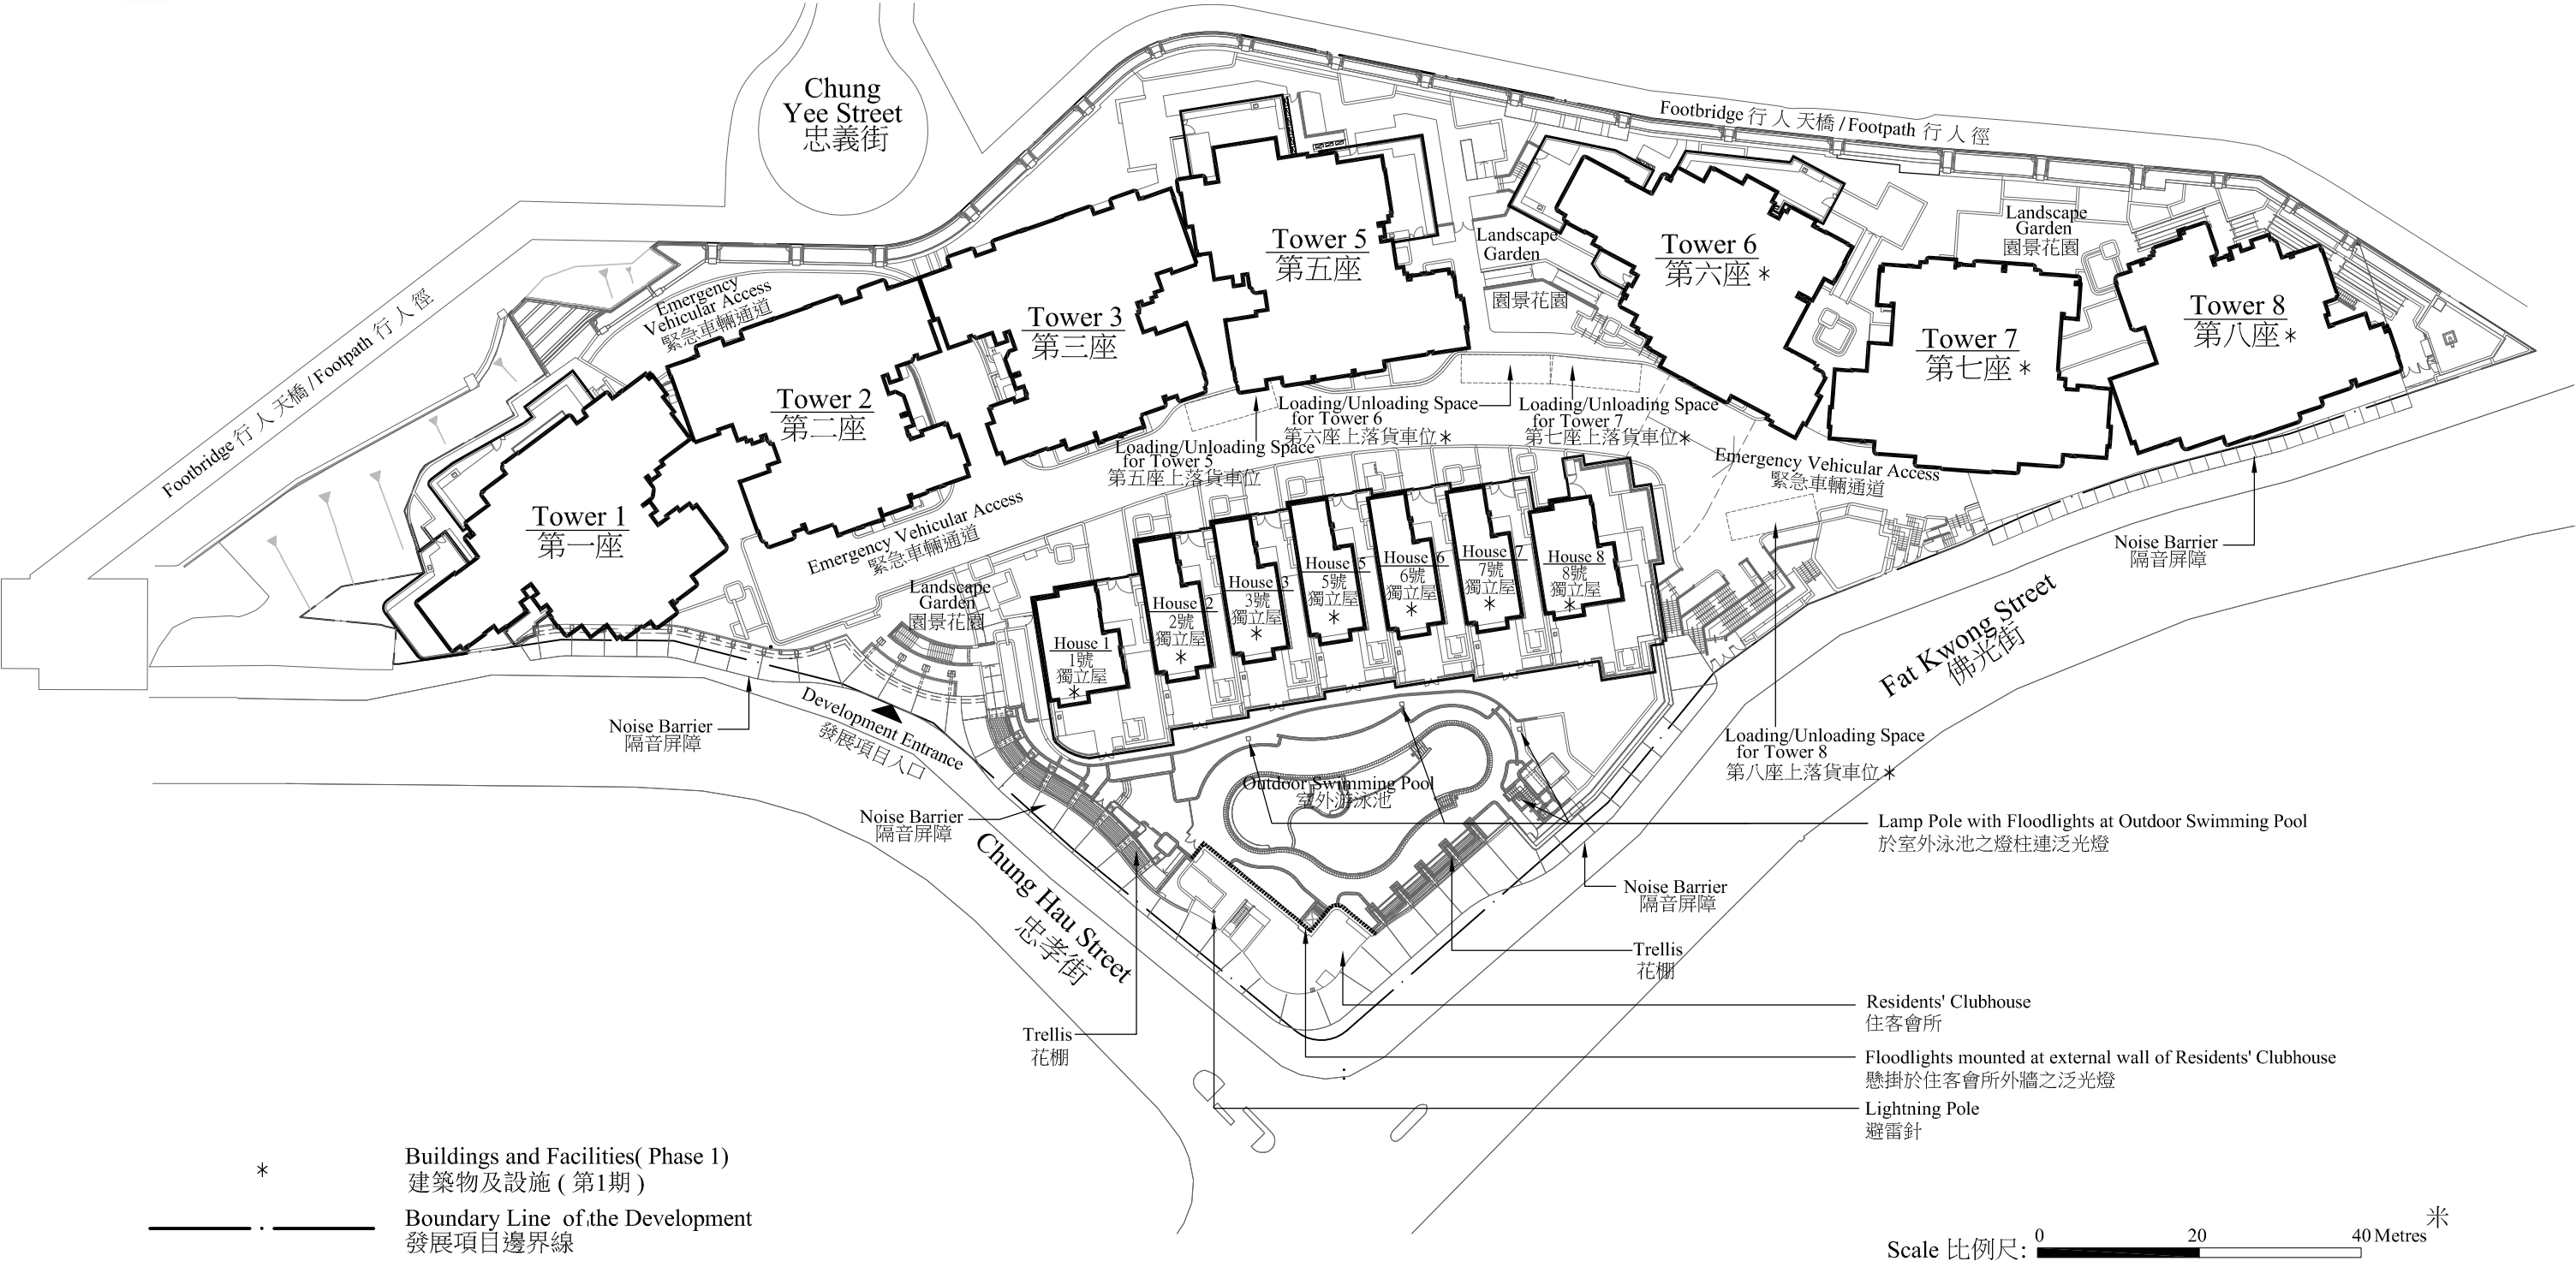 Chung
Yee Street
忠義街
Footbridge 行 人 天橋 / Footpath 行 人 徑
Footbridge 行 人 天橋 / Footpath 行 人 徑
Emergency
Vehicular Access
緊急車輛通道
Tower 1
第一座
Tower 2
第二座
Tower 3
第三座
Tower 5
第五座
Landscape
Garden
園景花園
Tower 6
第六座 *
Landscape
Garden
園景花園
Tower 7
第七座 *
Tower 8
第八座 *
Loading/Unloading Space
for Tower 5
第五座上落貨車位
Loading/Unloading Space
for Tower 6
第六座上落貨車位 *
Loading/Unloading Space
for Tower 7
第七座上落貨車位 *
Emergency Vehicular Access
緊急車輛通道
Emergency Vehicular Access
緊急車輛通道
Landscape
Garden
園景花園
House 1
1號
獨立屋
*
House 2
2號
獨立屋
*
House 3
3號
獨立屋
*
House 5
5號
獨立屋
*
House 6
6號
獨立屋
*
House 7
7號
獨立屋
*
House 8
8號
獨立屋
*
Noise Barrier
隔音屏障
Fat Kwong Street
佛光街
Noise Barrier
隔音屏障
Development Entrance
發展項目入口
Loading/Unloading Space
for Tower 8
第八座上落貨車位 *
Outdoor Swimming Pool
室外游泳池
Noise Barrier
隔音屏障
Chung Hau Street
忠孝街
Lamp Pole with Floodlights at Outdoor Swimming Pool
於室外泳池之燈柱連泛光燈
Noise Barrier
隔音屏障
Trellis
花棚
Residents' Clubhouse
住客會所
Trellis
花棚
Floodlights mounted at external wall of Residents' Clubhouse
懸掛於住客會所外牆之泛光燈
Lightning Pole
避雷針
* Buildings and Facilities( Phase 1)
建築物及設施 ( 第1期 )
Boundary Line of the Development
發展項目邊界線
米
0 20 40 Metres
Scale 比例尺: